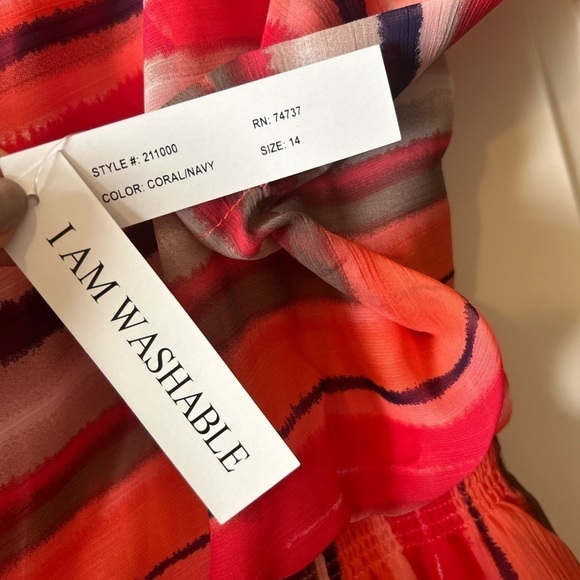 STYLE #: 211000
RN: 74737
COLOR: CORAL/NAVY
SIZE: 14
I AM WASHABLE